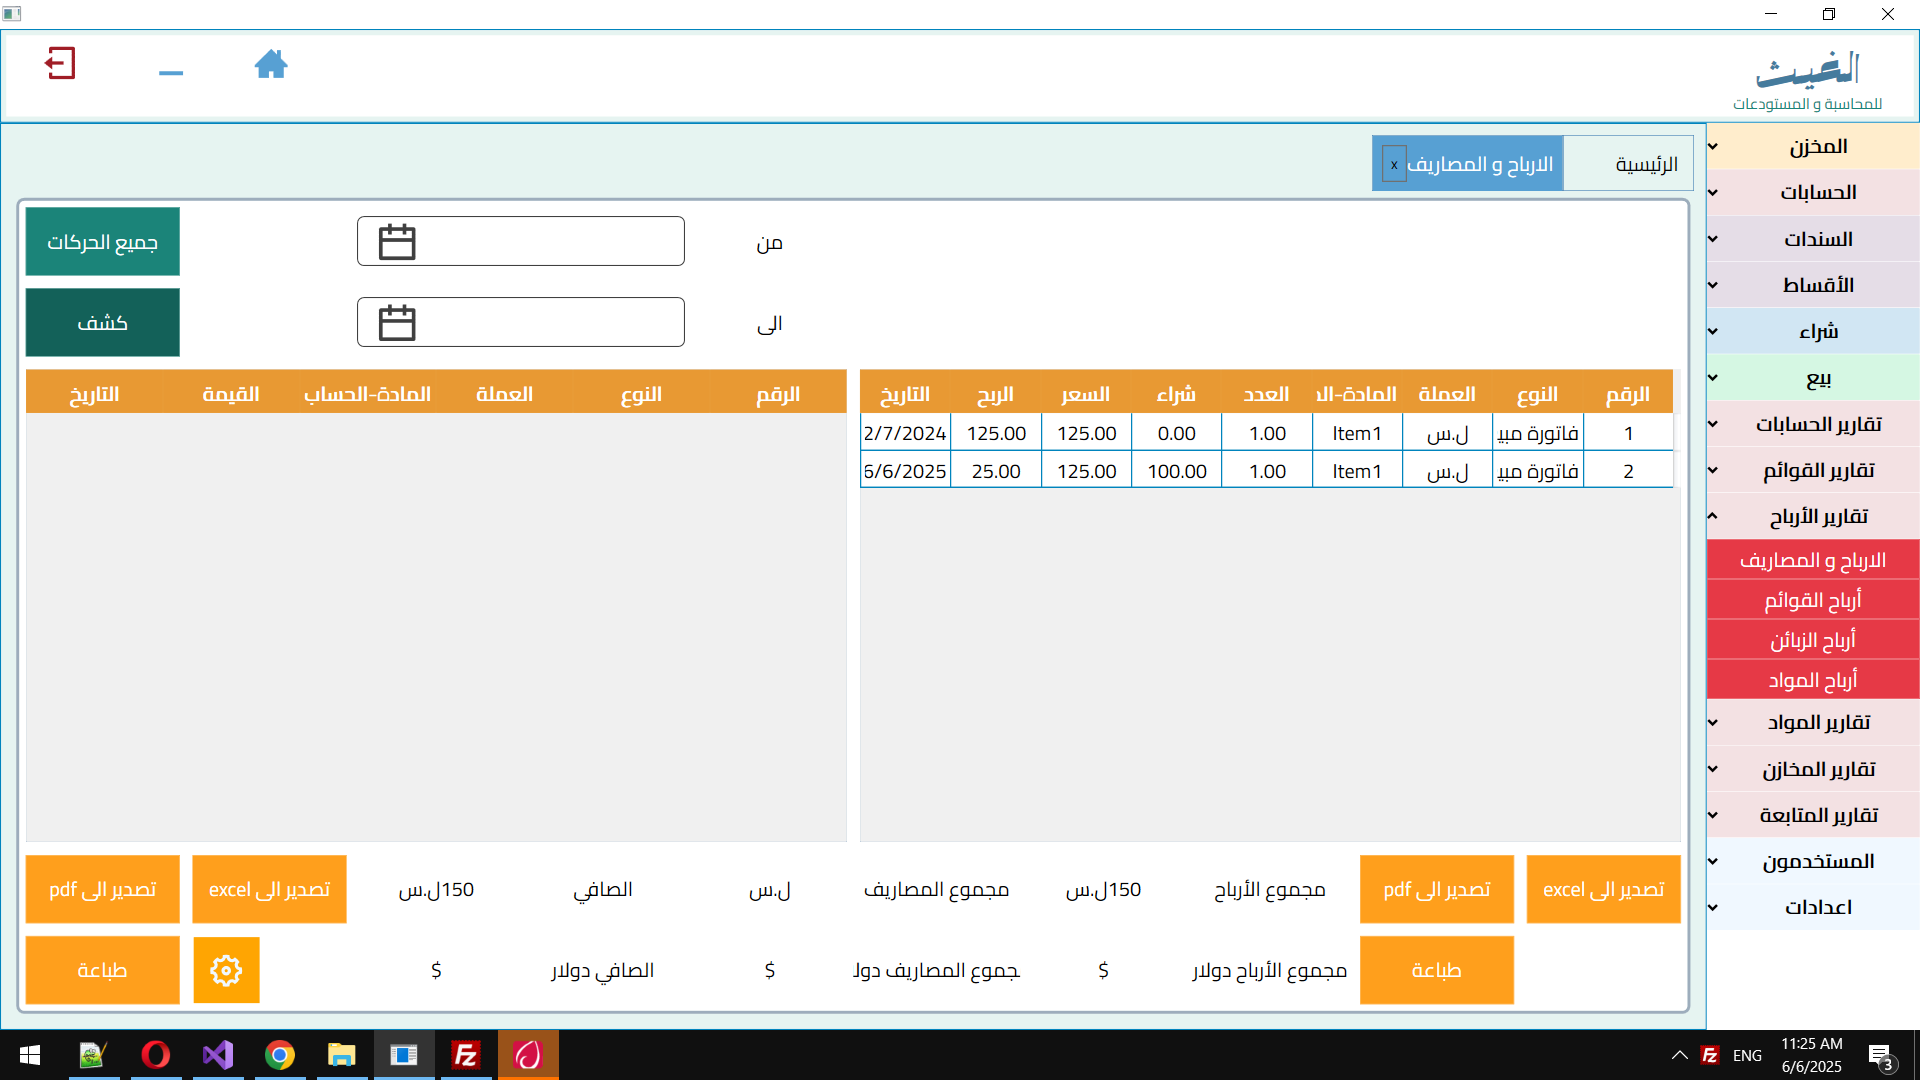 الغيث
للمحاسبة و المستودعات
الرئيسية
الارباح و المصاريف x
المخزن
الحسابات
السندات
الأقساط
شراء
بيع
تقارير الحسابات
تقارير القوائم
تقارير الأرباح
الارباح و المصاريف
أرباح القوائم
أرباح الزبائن
أرباح المواد
تقارير المواد
تقارير المخازن
تقارير المتابعة
المستخدمون
اعدادات
من
جميع الحركات
الى
كشف
الرقم النوع العملة المادة-الح العدد شراء السعر الربح التاريخ
1 فاتورة مبي ل.س Item1 1.00 0.00 125.00 125.00 2/7/2024
2 فاتورة مبي ل.س Item1 1.00 100.00 125.00 25.00 6/6/2025
الرقم النوع العملة المادة-الحساب القيمة التاريخ
تصدير الى excel تصدير الى pdf مجموع الأرباح 150ل.س مجموع المصاريف ل.س الصافي 150ل.س تصدير الى excel تصدير الى pdf
طباعة مجموع الأرباح دولار $ جموع المصاريف دولا $ الصافي دولار $ طباعة
ENG
11:25 AM
6/6/2025
3